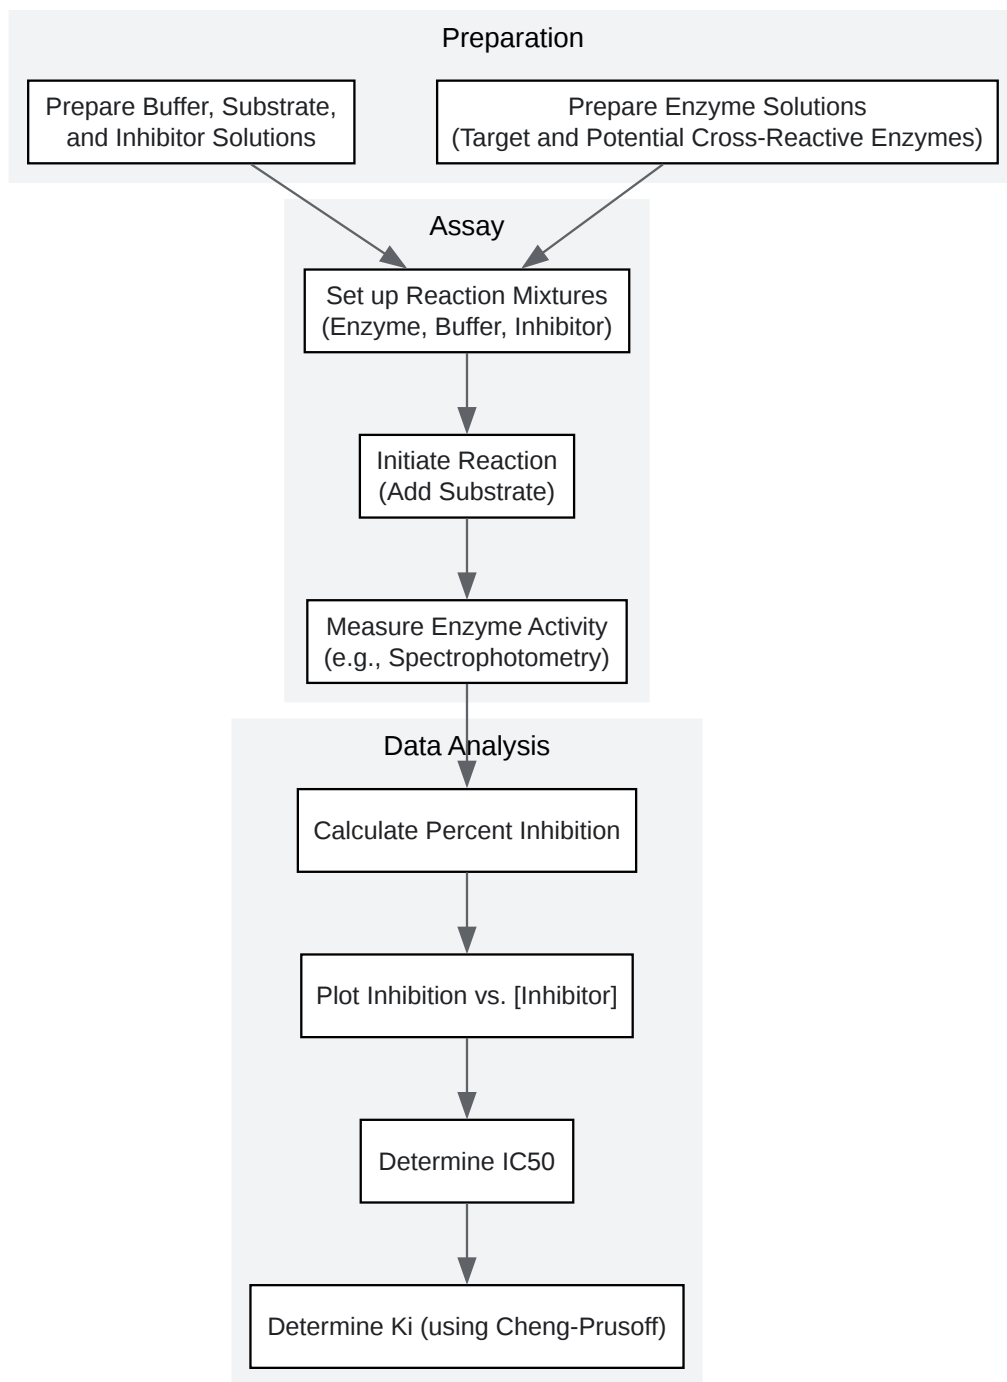 Preparation
Prepare Buffer, Substrate,
and Inhibitor Solutions
Prepare Enzyme Solutions
(Target and Potential Cross-Reactive Enzymes)
Assay
Set up Reaction Mixtures
(Enzyme, Buffer, Inhibitor)
Initiate Reaction
(Add Substrate)
Measure Enzyme Activity
(e.g., Spectrophotometry)
Data Analysis
Calculate Percent Inhibition
Plot Inhibition vs. [Inhibitor]
Determine IC50
Determine Ki (using Cheng-Prusoff)